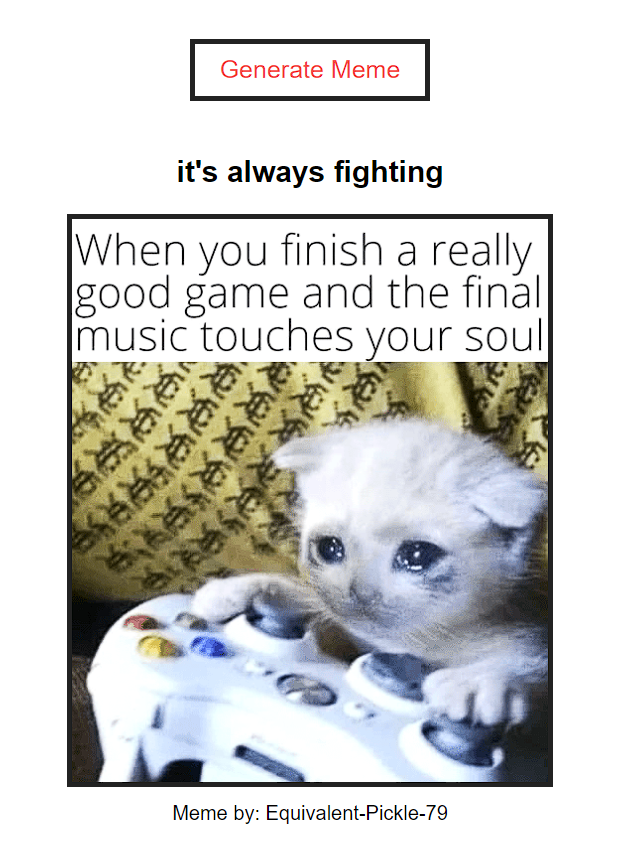 Generate Meme
it's always fighting
When you finish a really
good game and the final
music touches your soul
Meme by: Equivalent-Pickle-79